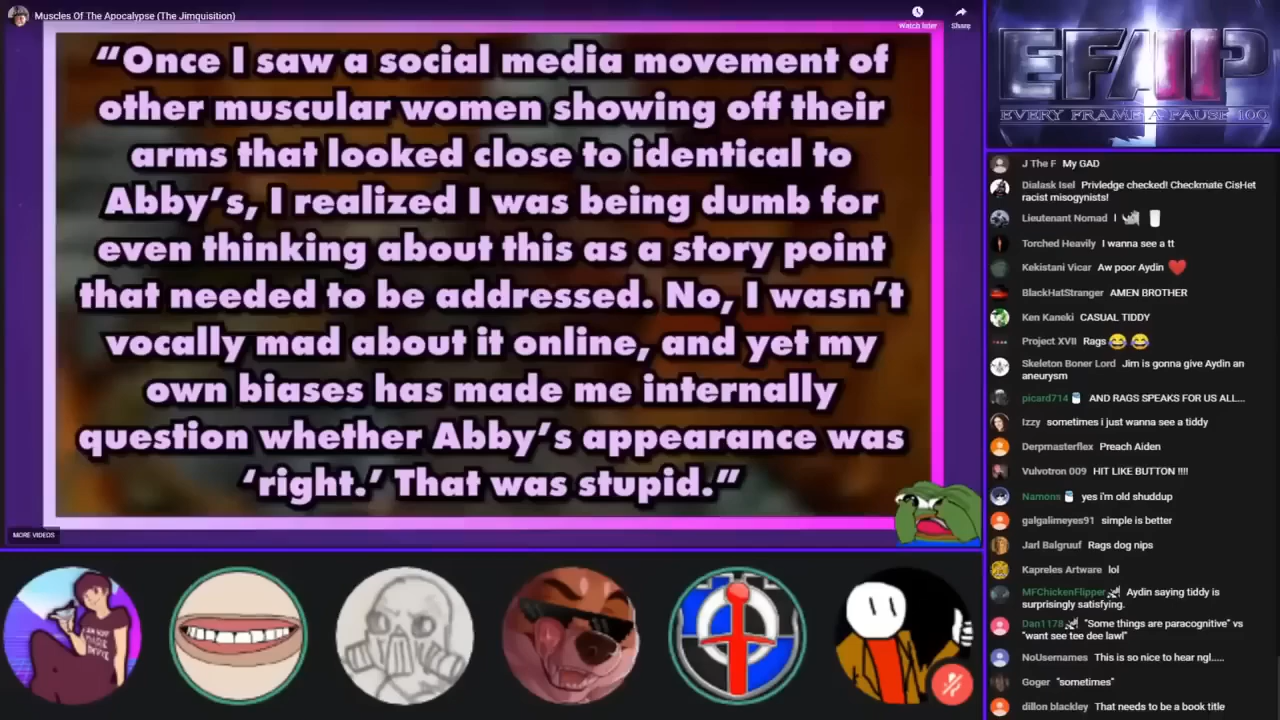 Muscles Of The Apocalypse (The Jimquisition)
Watch later
Share
“Once I saw a social media movement of
other muscular women showing off their
arms that looked close to identical to
Abby’s, I realized I was being dumb for
even thinking about this as a story point
that needed to be addressed. No, I wasn’t
vocally mad about it online, and yet my
own biases has made me internally
question whether Abby’s appearance was
‘right.’ That was stupid.”
MORE VIDEOS
EFAP
EVERY FRAME A PAUSE 100
J The F My GAD
Dialask Isel Privledge checked! Checkmate CisHet
racist misogynists!
Lieutenant Nomad I
Torched Heavily I wanna see a tt
Kekistani Vicar Aw poor Aydin
BlackHatStranger AMEN BROTHER
Ken Kaneki CASUAL TIDDY
Project XVII Rags
Skeleton Boner Lord Jim is gonna give Aydin an
aneurysm
picard714 AND RAGS SPEAKS FOR US ALL...
Izzy sometimes i just wanna see a tiddy
Derpmasterflex Preach Aiden
Vulvotron 009 HIT LIKE BUTTON !!!!
Namons yes i'm old shuddup
galgalimeyes91 simple is better
Jarl Balgruuf Rags dog nips
Kapreles Artware lol
MFChickenFlipper Aydin saying tiddy is
surprisingly satisfying.
Dan1178 "Some things are paracognitive" vs
"want see tee dee lawl"
NoUsernames This is so nice to hear ngl.....
Goger "sometimes"
dillon blackley That needs to be a book title